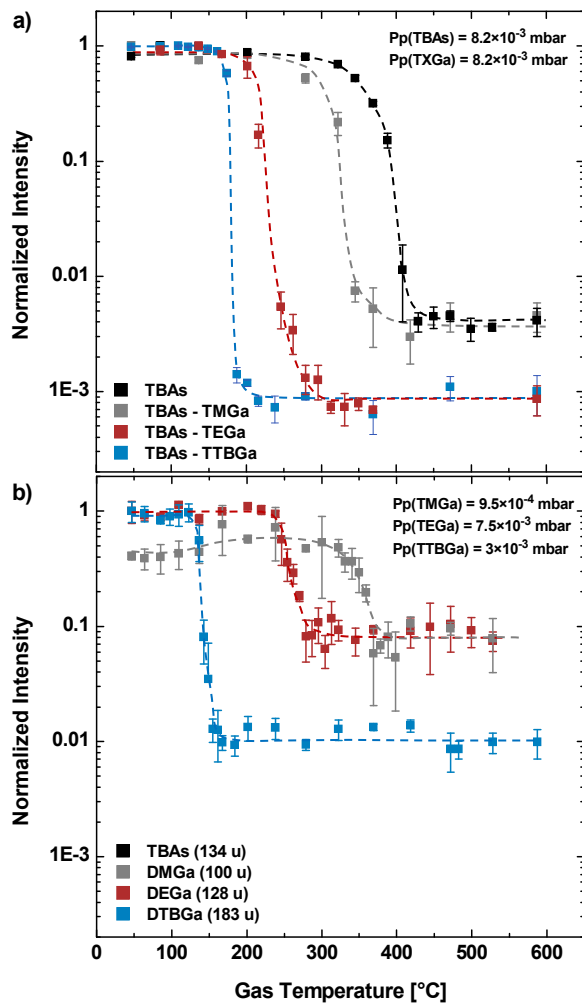 a)
Pp(TBAs) = 8.2×10⁻³ mbar
Pp(TXGa) = 8.2×10⁻³ mbar
Normalized Intensity
1
0.1
0.01
1E-3
TBAs
TBAs - TMGa
TBAs - TEGa
TBAs - TTBGa
b)
Pp(TMGa) = 9.5×10⁻⁴ mbar
Pp(TEGa) = 7.5×10⁻³ mbar
Pp(TTBGa) = 3×10⁻³ mbar
Normalized Intensity
1
0.1
0.01
1E-3
TBAs (134 u)
DMGa (100 u)
DEGa (128 u)
DTBGa (183 u)
0 100 200 300 400 500 600
Gas Temperature [°C]